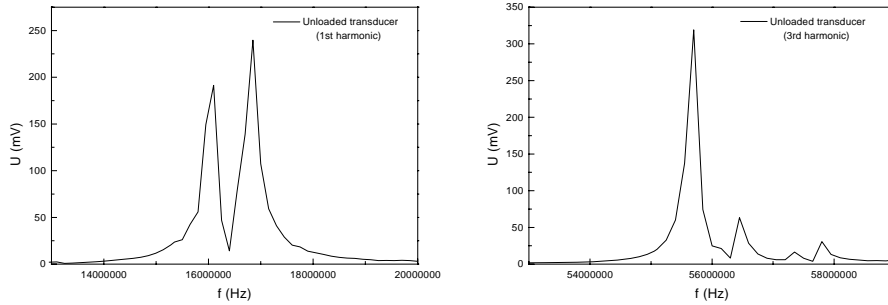 Unloaded transducer
(1st harmonic)
250
200
150
100
50
0
U (mV)
14000000 16000000 18000000 20000000
f (Hz)
Unloaded transducer
(3rd harmonic)
350
300
250
200
150
100
50
0
U (mV)
54000000 56000000 58000000
f (Hz)